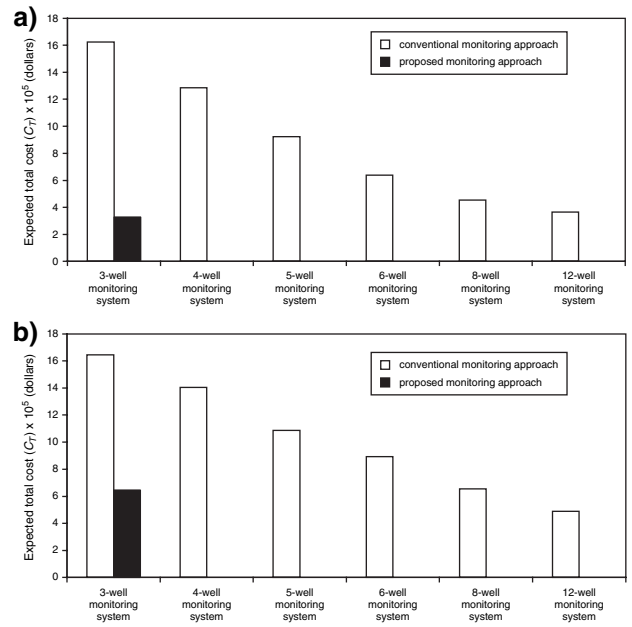 a)
Expected total cost (C_T) x 10⁵ (dollars)
18
16
14
12
10
8
6
4
2
0
conventional monitoring approach
proposed monitoring approach
3-well 4-well 5-well 6-well 8-well 12-well
monitoring monitoring monitoring monitoring monitoring monitoring
system system system system system system
b)
Expected total cost (C_T) x 10⁵ (dollars)
18
16
14
12
10
8
6
4
2
0
conventional monitoring approach
proposed monitoring approach
3-well 4-well 5-well 6-well 8-well 12-well
monitoring monitoring monitoring monitoring monitoring monitoring
system system system system system system